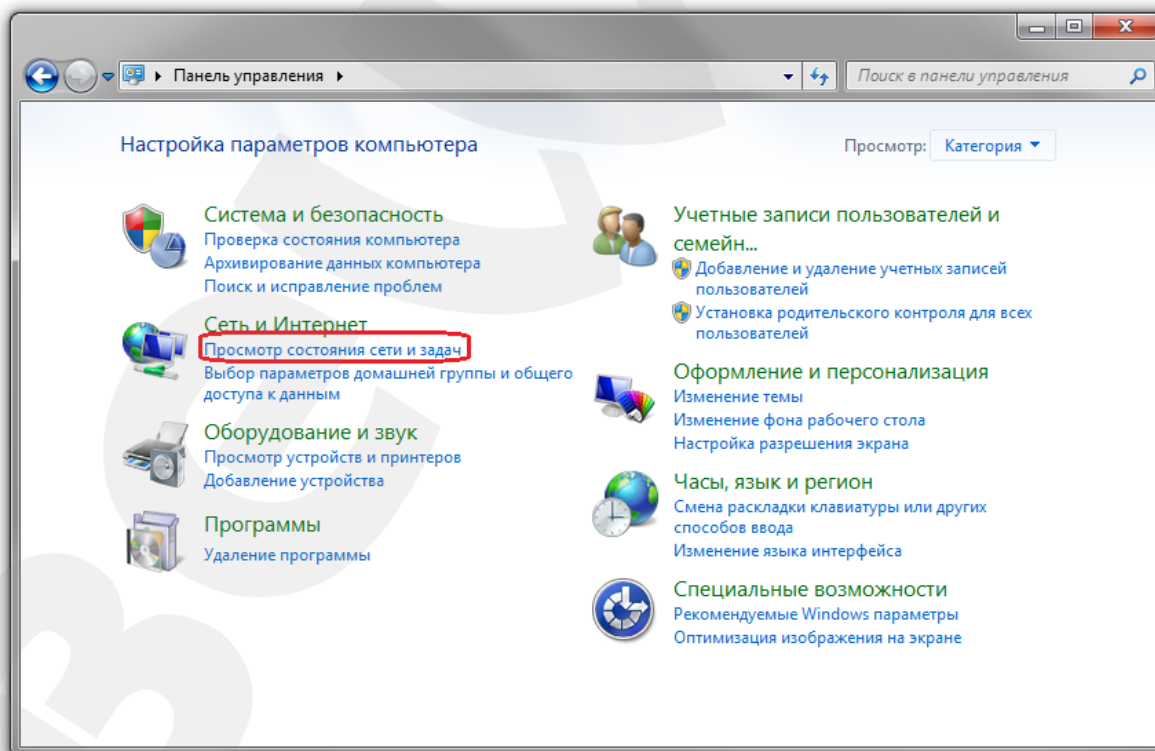 Панель управления
Поиск в панели управления
Настройка параметров компьютера
Просмотр: Категория
Система и безопасность
Проверка состояния компьютера
Архивирование данных компьютера
Поиск и исправление проблем
Сеть и Интернет
Просмотр состояния сети и задач
Выбор параметров домашней группы и общего
доступа к данным
Оборудование и звук
Просмотр устройств и принтеров
Добавление устройства
Программы
Удаление программы
Учетные записи пользователей и
семейн...
Добавление и удаление учетных записей
пользователей
Установка родительского контроля для всех
пользователей
Оформление и персонализация
Изменение темы
Изменение фона рабочего стола
Настройка разрешения экрана
Часы, язык и регион
Смена раскладки клавиатуры или других
способов ввода
Изменение языка интерфейса
Специальные возможности
Рекомендуемые Windows параметры
Оптимизация изображения на экране